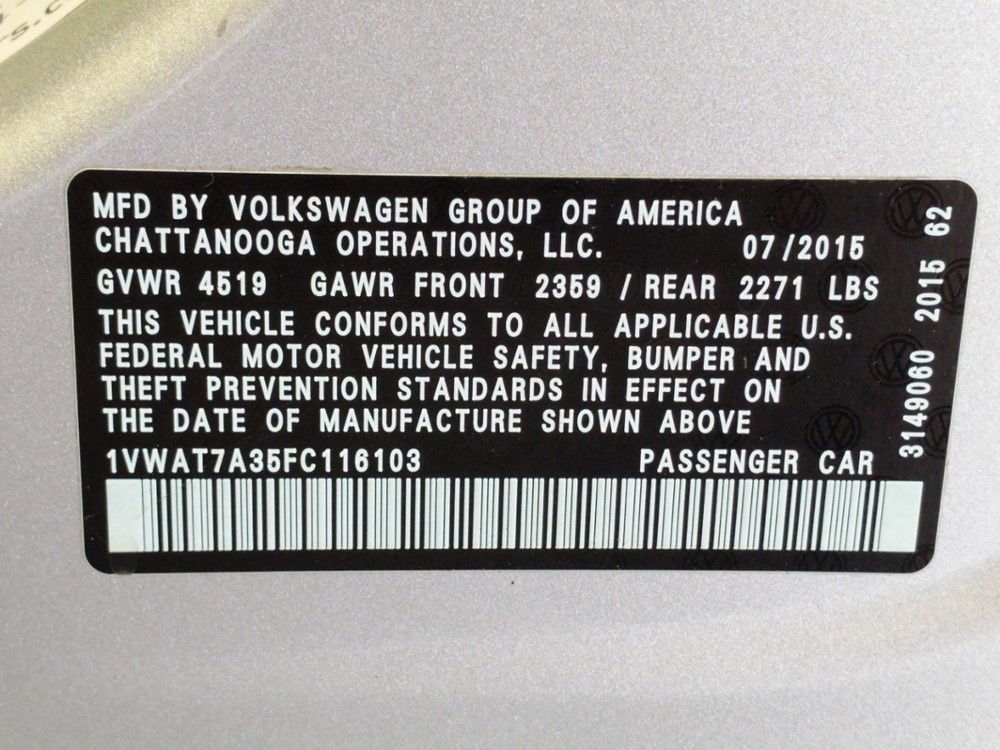 MFD BY VOLKSWAGEN GROUP OF AMERICA
CHATTANOOGA OPERATIONS, LLC. 07/2015
GVWR 4519 GAWR FRONT 2359 / REAR 2271 LBS
THIS VEHICLE CONFORMS TO ALL APPLICABLE U.S.
FEDERAL MOTOR VEHICLE SAFETY, BUMPER AND
THEFT PREVENTION STANDARDS IN EFFECT ON
THE DATE OF MANUFACTURE SHOWN ABOVE
1VWAT7A35FC116103 PASSENGER CAR
3149060 2015 62